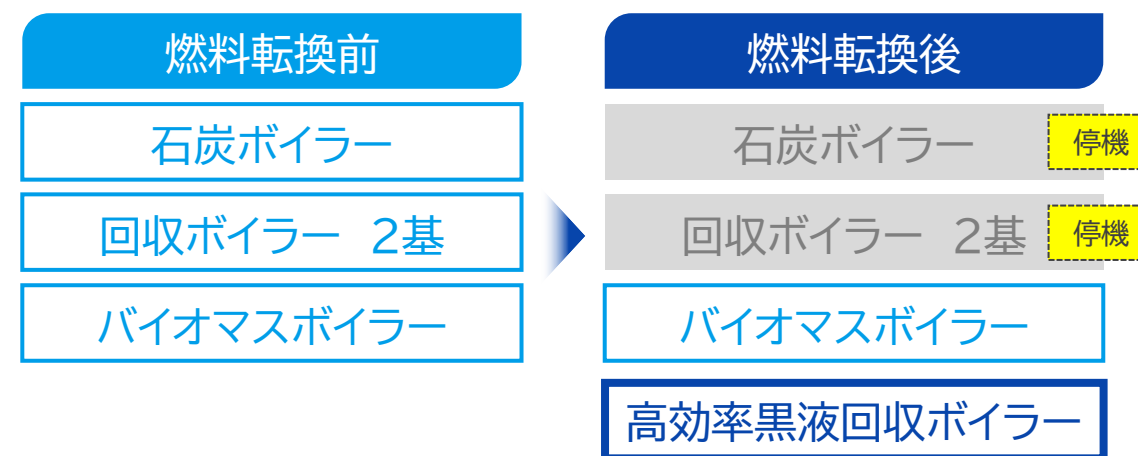 燃料転換前
石炭ボイラー
回収ボイラー 2基
バイオマスボイラー
燃料転換後
石炭ボイラー 停機
回収ボイラー 2基 停機
バイオマスボイラー
高効率黒液回収ボイラー